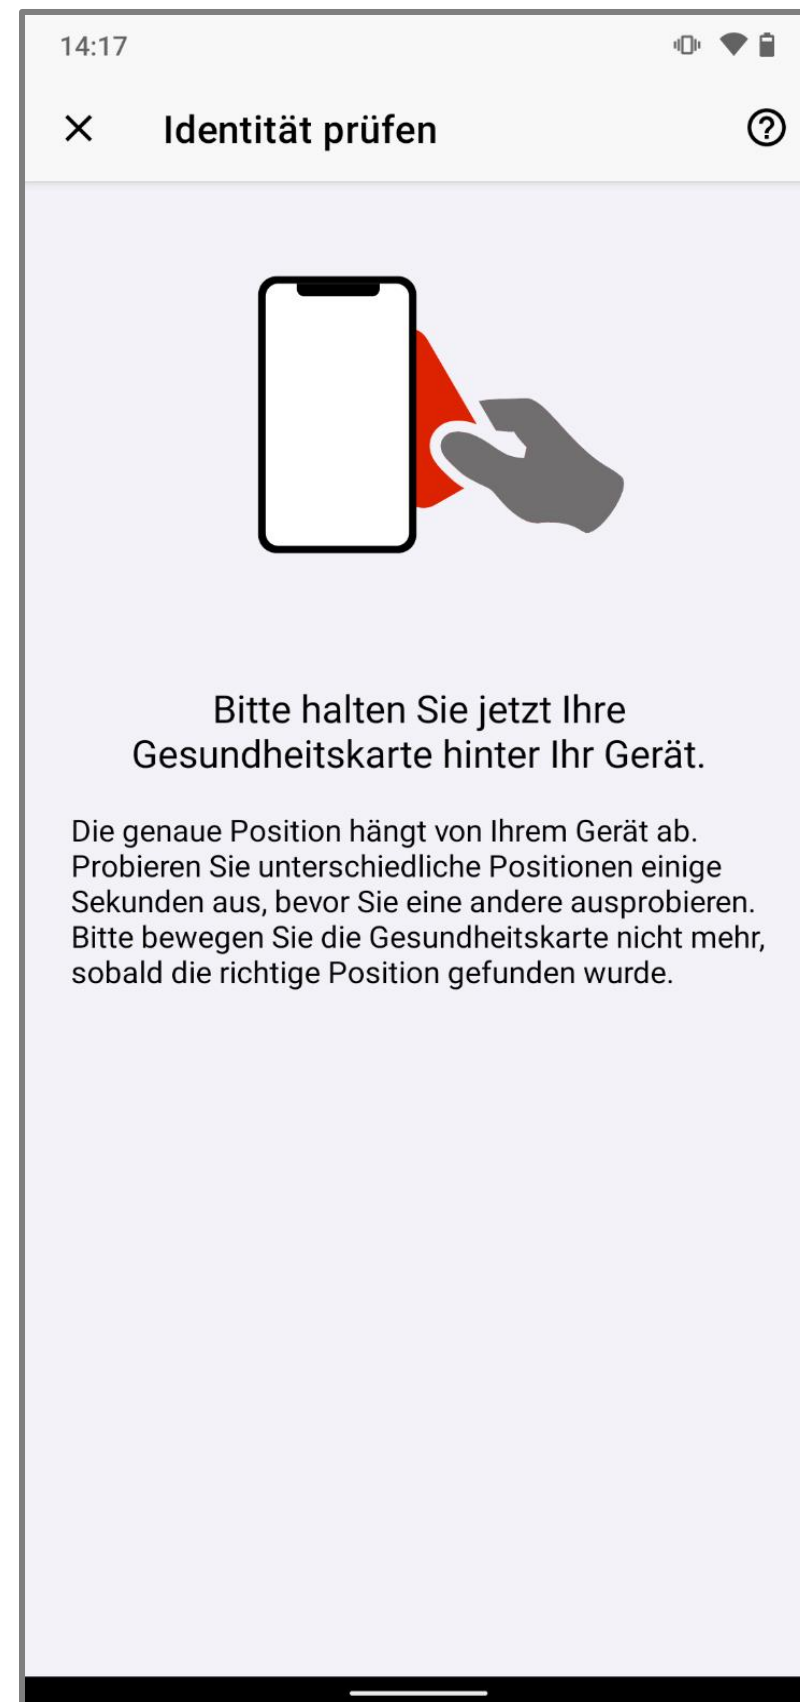 14:17
Identität prüfen
Bitte halten Sie jetzt Ihre
Gesundheitskarte hinter Ihr Gerät.
Die genaue Position hängt von Ihrem Gerät ab.
Probieren Sie unterschiedliche Positionen einige
Sekunden aus, bevor Sie eine andere ausprobieren.
Bitte bewegen Sie die Gesundheitskarte nicht mehr,
sobald die richtige Position gefunden wurde.